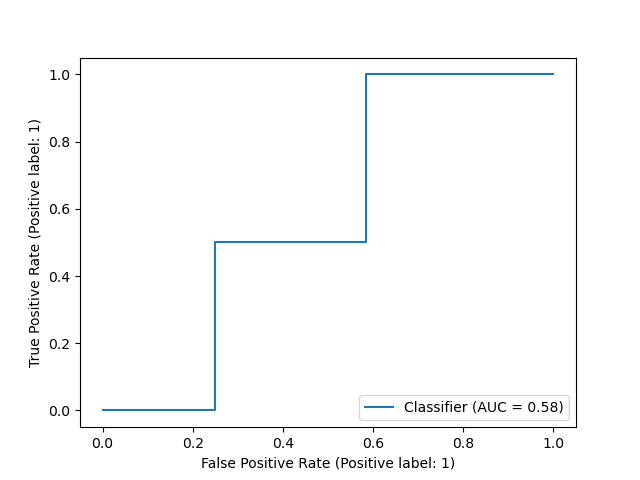 1.0
0.8
0.6
0.4
0.2
0.0
True Positive Rate (Positive label: 1)
Classifier (AUC = 0.58)
0.0 0.2 0.4 0.6 0.8 1.0
False Positive Rate (Positive label: 1)